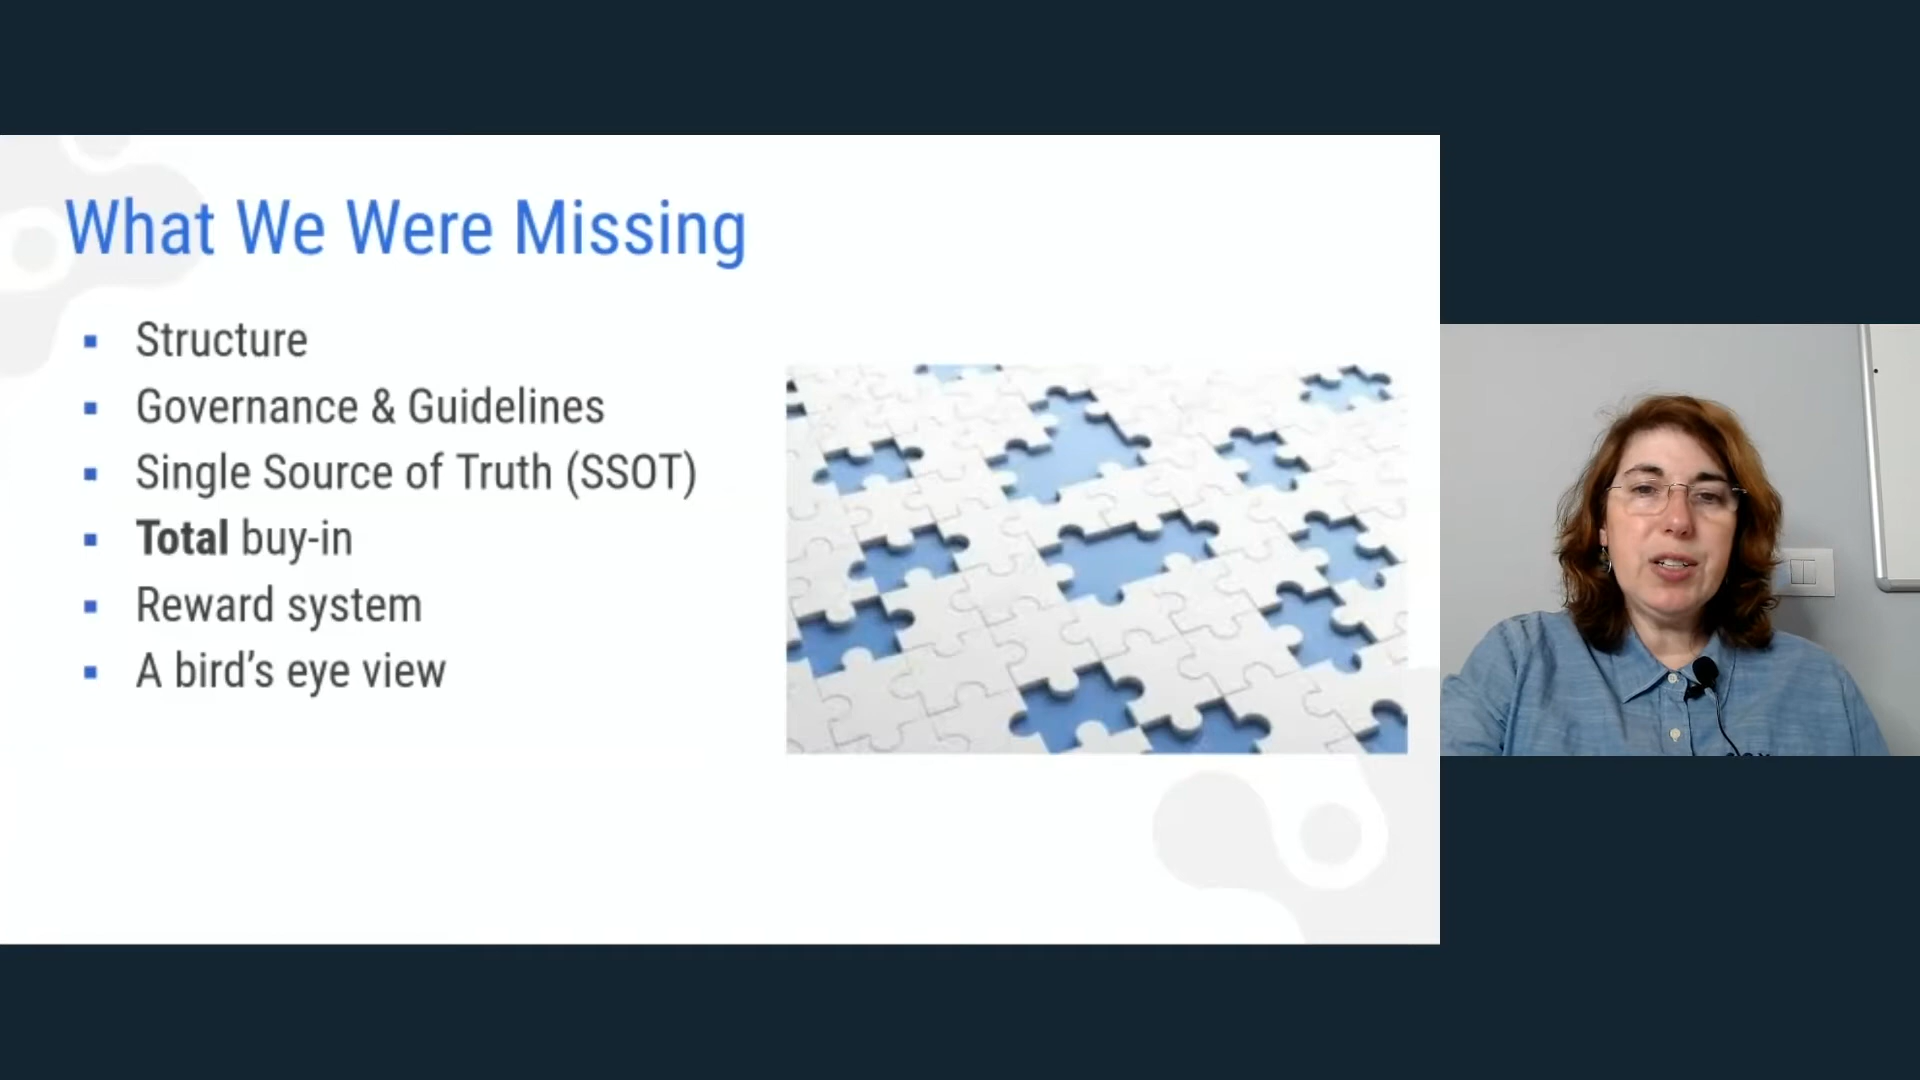 What We Were Missing
Structure
Governance & Guidelines
Single Source of Truth (SSOT)
Total buy-in
Reward system
A bird's eye view